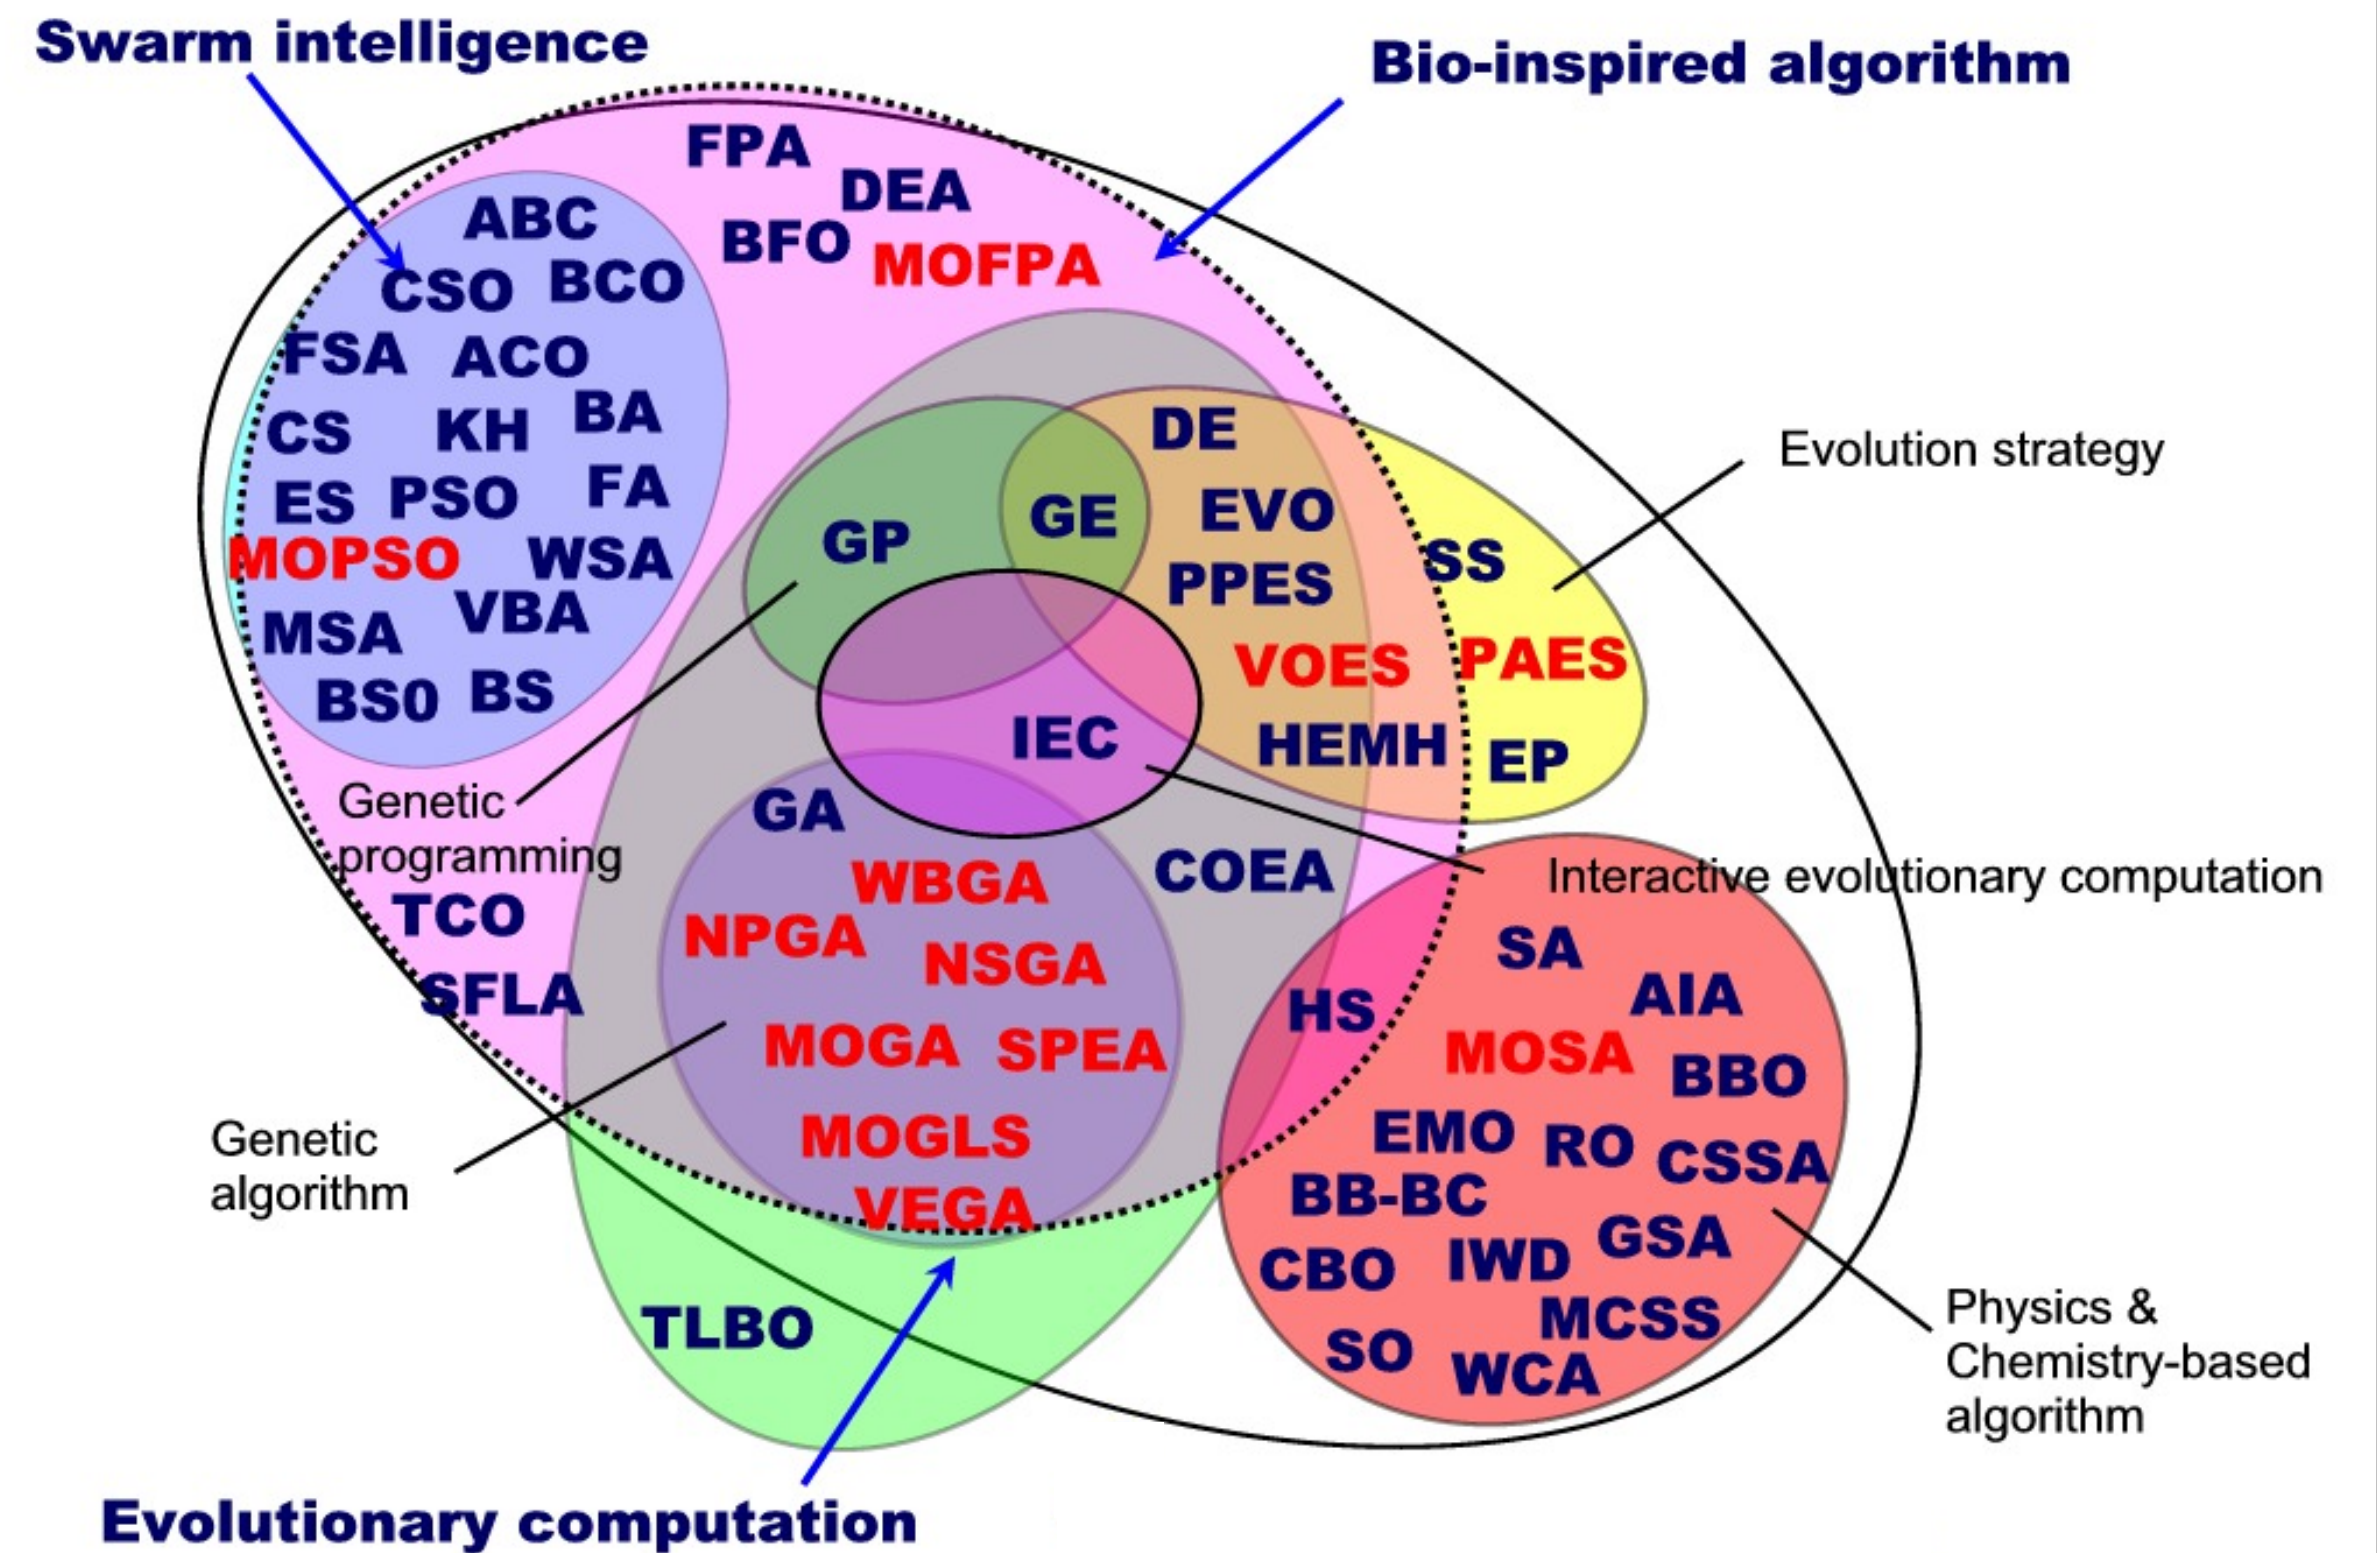 Swarm intelligence
Bio-inspired algorithm
FPA
DEA
BFO
MOFPA
ABC
CSO BCO
FSA ACO
CS KH BA
ES PSO FA
MOPSO WSA
MSA VBA
BS0 BS
DE
GP GE EVO
PPES
VOES
HEMH
Evolution strategy
SS
PAES
EP
IEC
Genetic
programming
GA
COEA
Interactive evolutionary computation
WBGA
NPGA NSGA
MOGA SPEA
MOGLS
VEGA
TCO
SFLA
HS
SA
AIA
MOSA BBO
EMO RO CSSA
BB-BC
CBO IWD GSA
MCSS
SO WCA
Genetic
algorithm
TLBO
Physics &
Chemistry-based
algorithm
Evolutionary computation